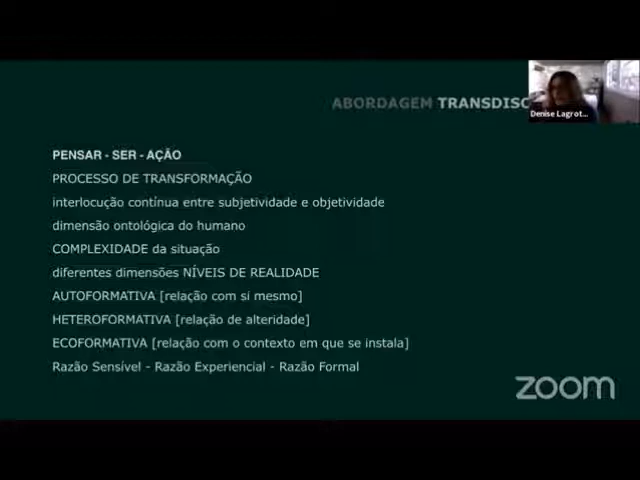 ABORDAGEM TRANSDISC
Denise Lagrot...
PENSAR - SER - AÇÃO
PROCESSO DE TRANSFORMAÇÃO
interlocução contínua entre subjetividade e objetividade
dimensão ontológica do humano
COMPLEXIDADE da situação
diferentes dimensões NÍVEIS DE REALIDADE
AUTOFORMATIVA [relação com si mesmo]
HETEROFORMATIVA [relação de alteridade]
ECOFORMATIVA [relação com o contexto em que se instala]
Razão Sensível - Razão Experiencial - Razão Formal
zoom